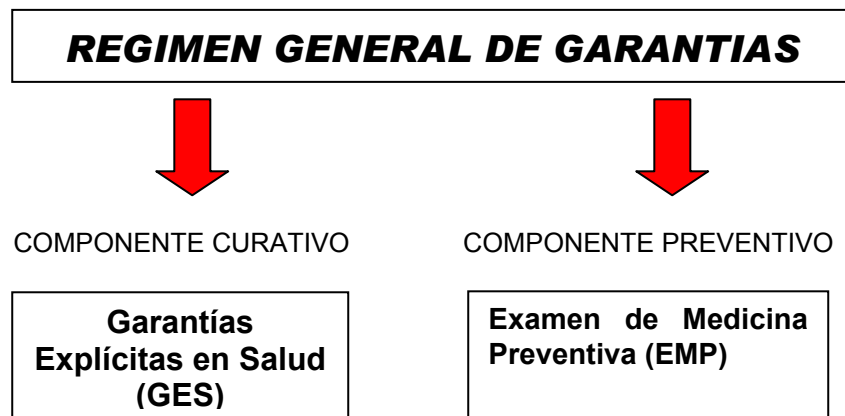 REGIMEN GENERAL DE GARANTIAS
COMPONENTE CURATIVO
COMPONENTE PREVENTIVO
Garantías
Explícitas en Salud
(GES)
Examen de Medicina
Preventiva (EMP)